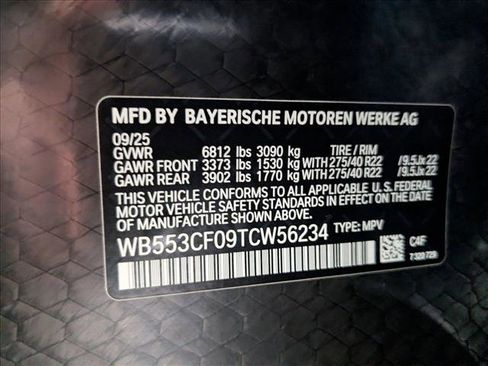 MFD BY BAYERISCHE MOTOREN WERKE AG
09/25
GVWR 6812 lbs 3090 kg TIRE / RIM
GAWR FRONT 3373 lbs 1530 kg WITH 275/40 R22 / 9.5Jx22
GAWR REAR 3902 lbs 1770 kg WITH 275/40 R22 / 9.5Jx22
THIS VEHICLE CONFORMS TO ALL APPLICABLE U. S. FEDERAL
MOTOR VEHICLE SAFETY STANDARDS IN EFFECT ON THE DATE
OF MANUFACTURE SHOWN ABOVE.
WB553CF09TCW56234 TYPE: MPV
C4F
7 320 729